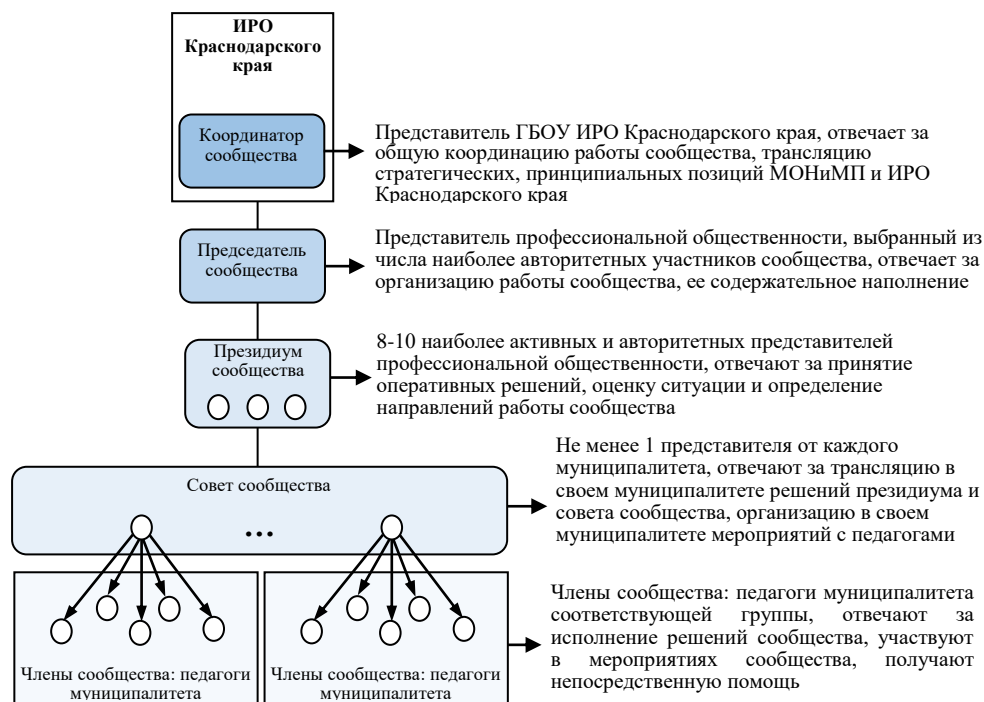 ИРО
Краснодарского
края
Координатор
сообщества
Представитель ГБОУ ИРО Краснодарского края, отвечает за
общую координацию работы сообщества, трансляцию
стратегических, принципиальных позиций МОНиМП и ИРО
Краснодарского края
Председатель
сообщества
Представитель профессиональной общественности, выбранный из
числа наиболее авторитетных участников сообщества, отвечает за
организацию работы сообщества, ее содержательное наполнение
Президиум
сообщества
8-10 наиболее активных и авторитетных представителей
профессиональной общественности, отвечают за принятие
оперативных решений, оценку ситуации и определение
направлений работы сообщества
Совет сообщества
...
Не менее 1 представителя от каждого
муниципалитета, отвечают за трансляцию в
своем муниципалитете решений президиума и
совета сообщества, организацию в своем
муниципалитете мероприятий с педагогами
Члены сообщества: педагоги
муниципалитета
Члены сообщества: педагоги
муниципалитета
Члены сообщества: педагоги муниципалитета
соответствующей группы, отвечают за
исполнение решений сообщества, участвуют
в мероприятиях сообщества, получают
непосредственную помощь